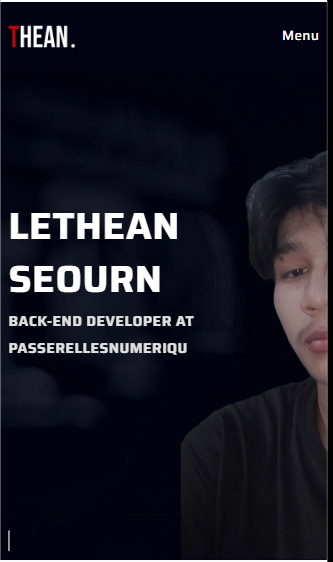 THEAN.
Menu
LETHEAN
SEOURN
BACK-END DEVELOPER AT
PASSERELLESNUMERIQU